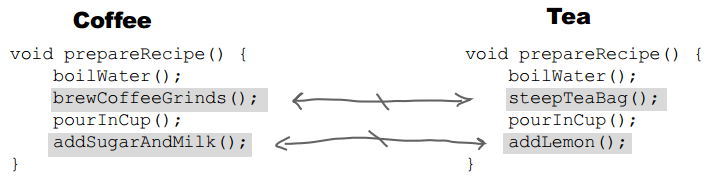 Coffee
void prepareRecipe() {
    boilWater();
    brewCoffeeGrinds();
    pourInCup();
    addSugarAndMilk();
}
Tea
void prepareRecipe() {
    boilWater();
    steepTeaBag();
    pourInCup();
    addLemon();
}